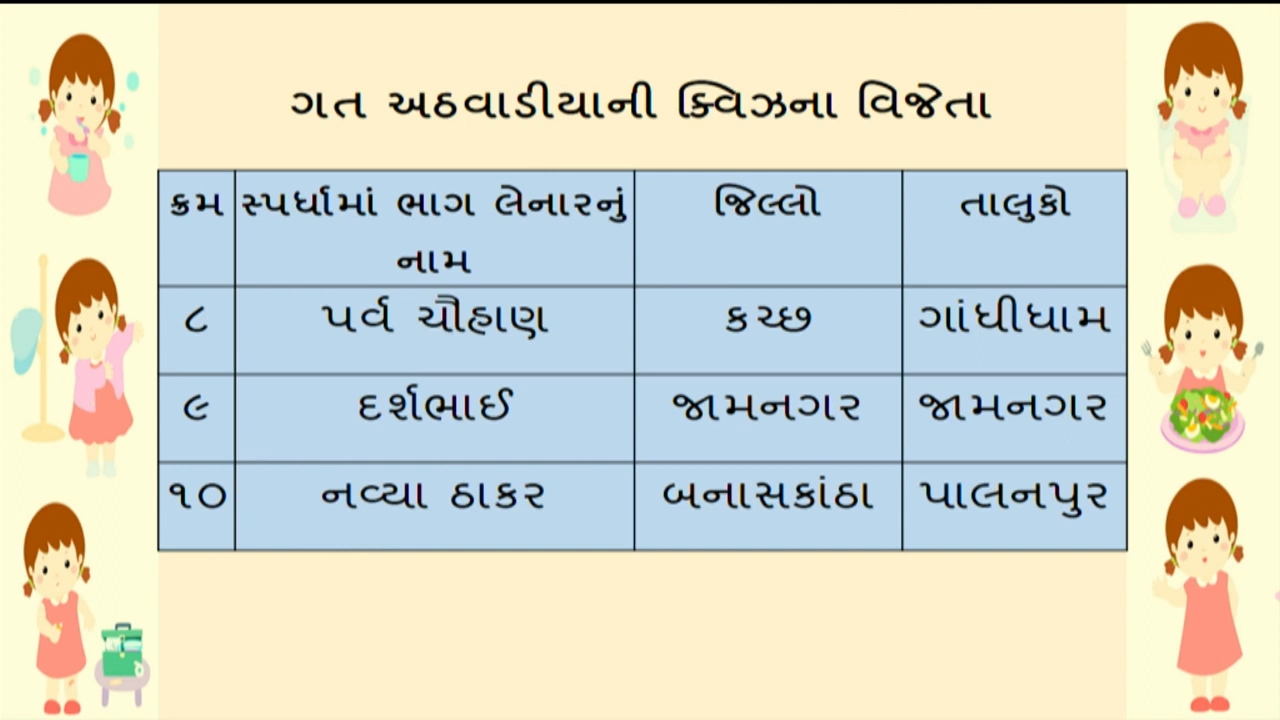 ગત અઠવાડીયાની ક્વિઝના વિજેતા
ક્રમ સ્પર્ધામાં ભાગ લેનારનું નામ જિલ્લો તાલુકો
૮ પર્વ ચૌહાણ કચ્છ ગાંધીધામ
૯ દર્શભાઈ જામનગર જામનગર
૧૦ નવ્યા ઠાકર બનાસકાંઠા પાલનપુર